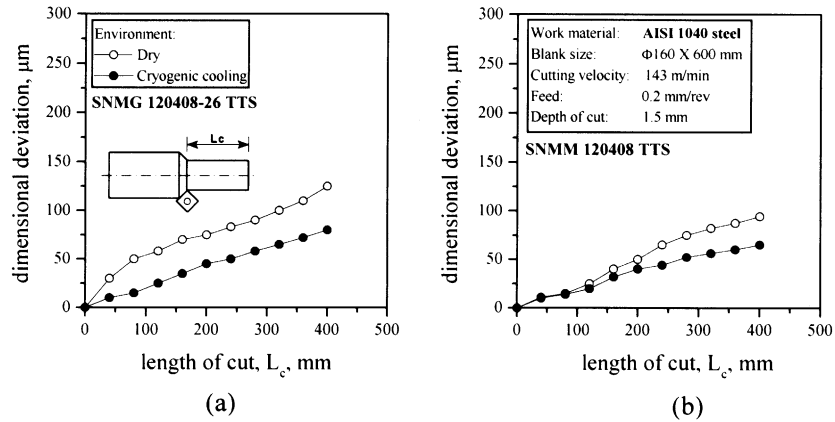 300
250
200
150
100
50
0
dimensional deviation, μm
Environment:
Dry
Cryogenic cooling
SNMG 120408-26 TTS
Lc
0 100 200 300 400 500
length of cut, Lc, mm
(a)
300
250
200
150
100
50
0
dimensional deviation, μm
Work material: AISI 1040 steel
Blank size: Φ160 X 600 mm
Cutting velocity: 143 m/min
Feed: 0.2 mm/rev
Depth of cut: 1.5 mm
SNMM 120408 TTS
0 100 200 300 400 500
length of cut, Lc, mm
(b)